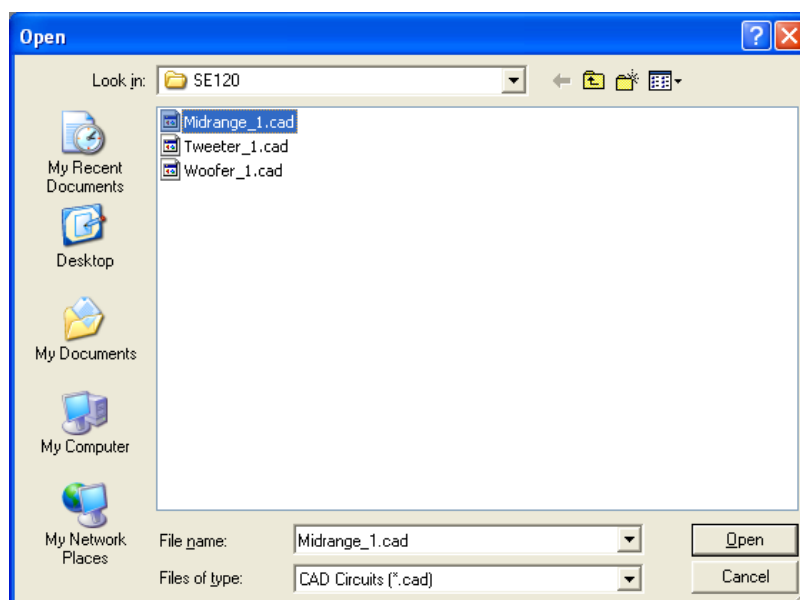 Open
Look in: SE120
Midrange_1.cad
Tweeter_1.cad
Woofer_1.cad
My Recent
Documents
Desktop
My Documents
My Computer
My Network
Places
File name: Midrange_1.cad Open
Files of type: CAD Circuits (*.cad) Cancel